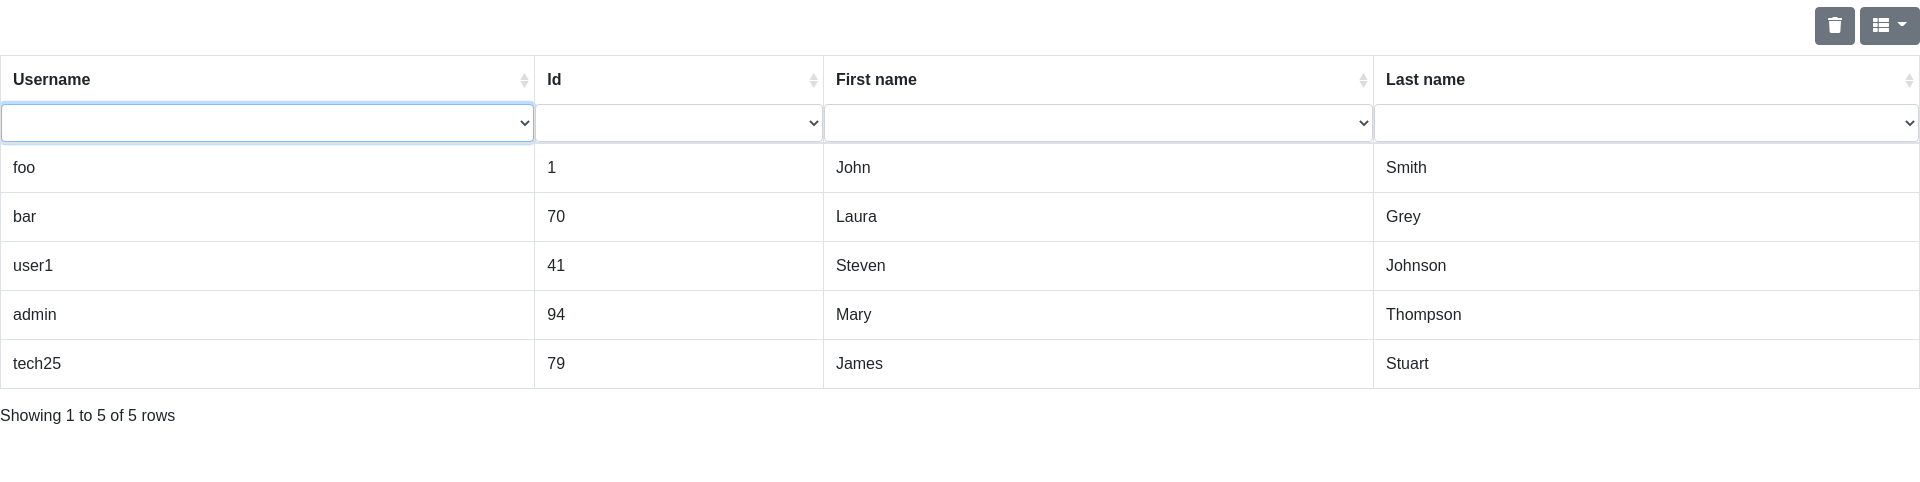 Username Id First name Last name
foo 1 John Smith
bar 70 Laura Grey
user1 41 Steven Johnson
admin 94 Mary Thompson
tech25 79 James Stuart
Showing 1 to 5 of 5 rows